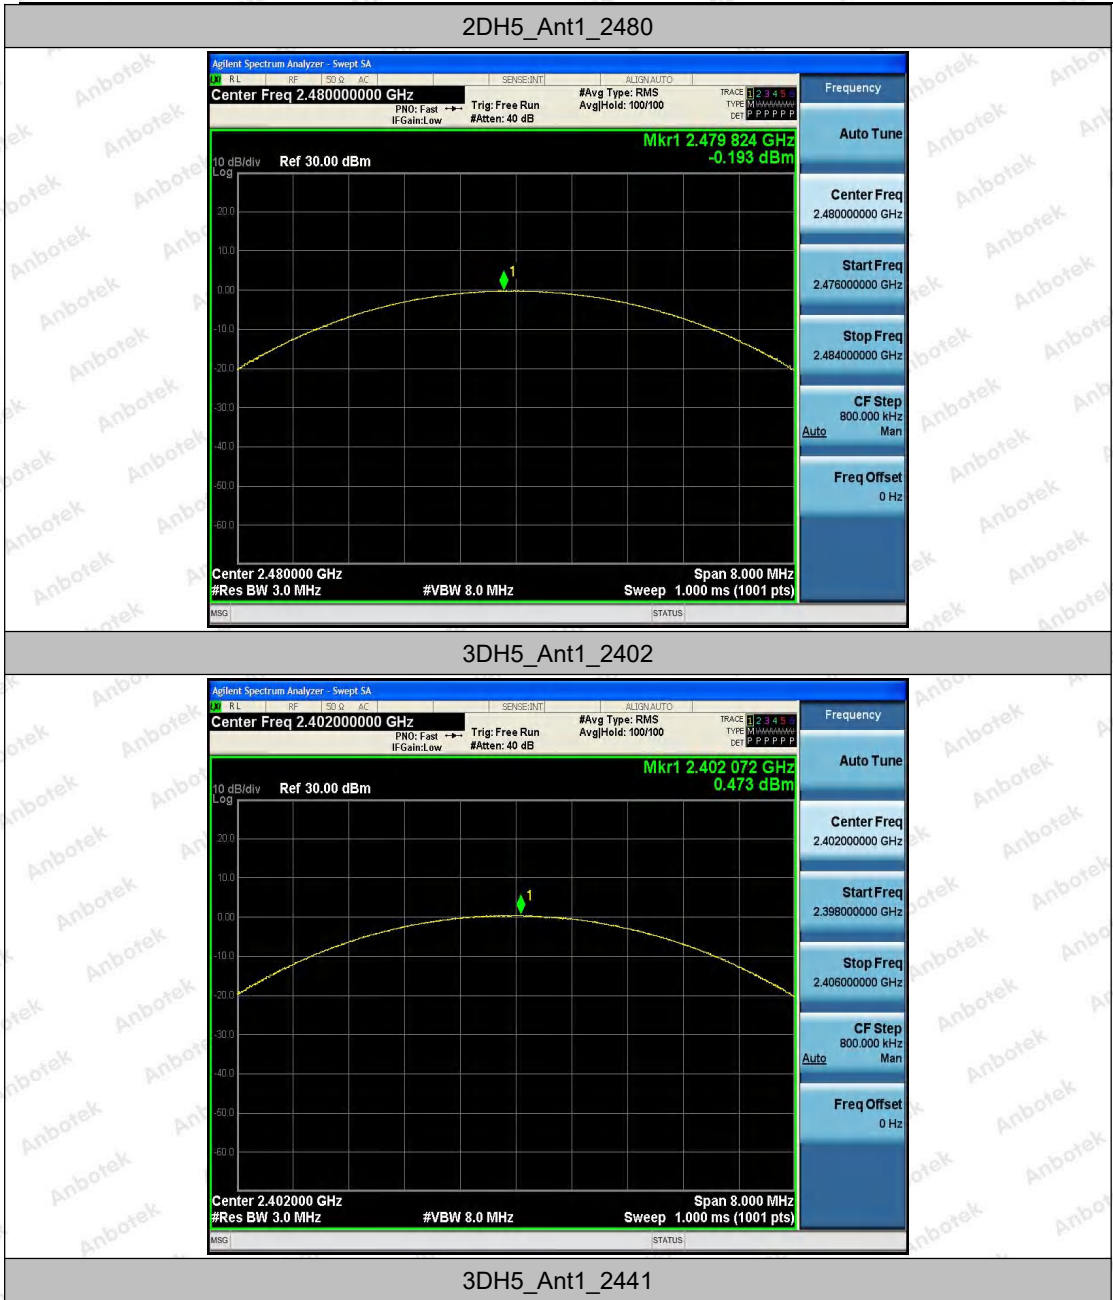 2DH5_Ant1_2480
Agilent Spectrum Analyzer - Swept SA
LXI RL RF 50 Ω AC SENSE:INT ALIGNAUTO
Center Freq 2.480000000 GHz
PNO: Fast
IFGain:Low
Trig: Free Run
#Atten: 40 dB
#Avg Type: RMS
Avg|Hold: 100/100
TRACE 1 2 3 4 5 6
TYPE M
DET P P P P P P
Mkr1 2.479 824 GHz
-0.193 dBm
10 dB/div Ref 30.00 dBm
Log
20.0
10.0
0.00
-10.0
-20.0
-30.0
-40.0
-50.0
-60.0
Center 2.480000 GHz Span 8.000 MHz
#Res BW 3.0 MHz #VBW 8.0 MHz Sweep 1.000 ms (1001 pts)
MSG STATUS
Frequency
Auto Tune
Center Freq
2.480000000 GHz
Start Freq
2.476000000 GHz
Stop Freq
2.484000000 GHz
CF Step
800.000 kHz
Auto Man
Freq Offset
0 Hz
3DH5_Ant1_2402
Agilent Spectrum Analyzer - Swept SA
LXI RL RF 50 Ω AC SENSE:INT ALIGNAUTO
Center Freq 2.402000000 GHz
PNO: Fast
IFGain:Low
Trig: Free Run
#Atten: 40 dB
#Avg Type: RMS
Avg|Hold: 100/100
TRACE 1 2 3 4 5 6
TYPE M
DET P P P P P P
Mkr1 2.402 072 GHz
0.473 dBm
10 dB/div Ref 30.00 dBm
Log
20.0
10.0
0.00
-10.0
-20.0
-30.0
-40.0
-50.0
-60.0
Center 2.402000 GHz Span 8.000 MHz
#Res BW 3.0 MHz #VBW 8.0 MHz Sweep 1.000 ms (1001 pts)
MSG STATUS
Frequency
Auto Tune
Center Freq
2.402000000 GHz
Start Freq
2.398000000 GHz
Stop Freq
2.406000000 GHz
CF Step
800.000 kHz
Auto Man
Freq Offset
0 Hz
3DH5_Ant1_2441